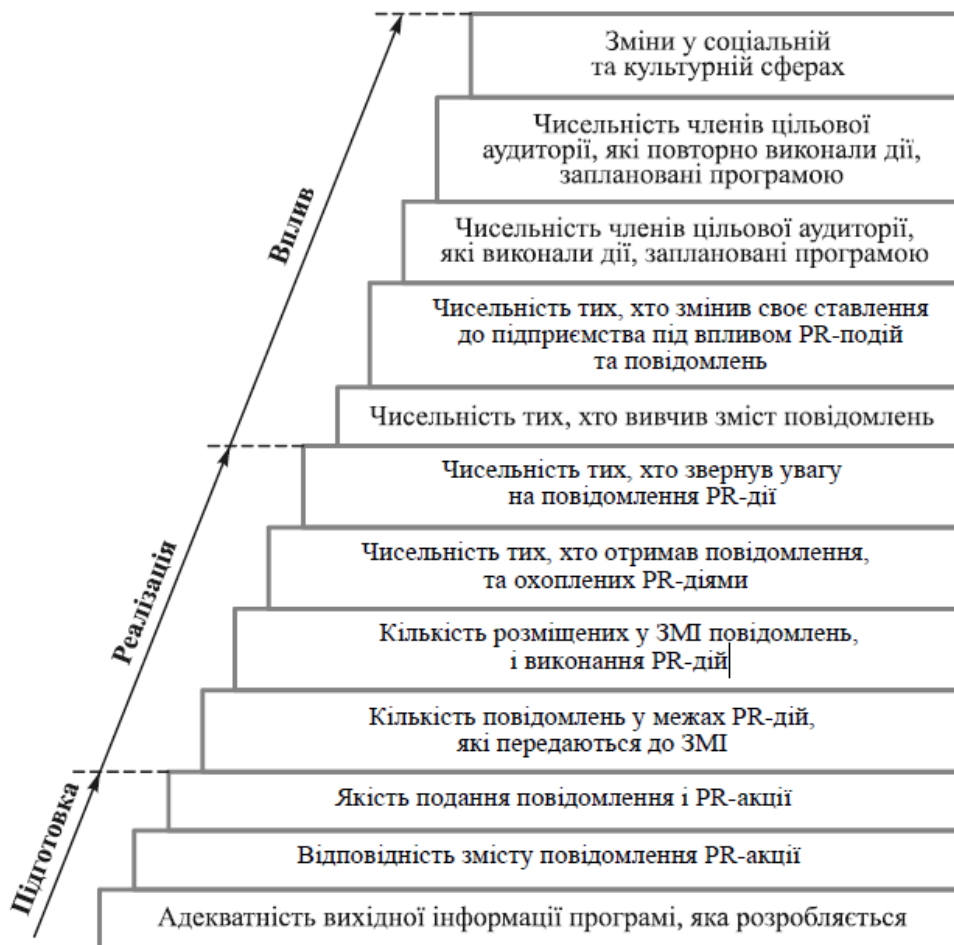 Зміни у соціальній
та культурній сферах
Чисельність членів цільової
аудиторії, які повторно виконали дії,
заплановані програмою
Чисельність членів цільової аудиторії,
які виконали дії, заплановані програмою
Чисельність тих, хто змінив своє ставлення
до підприємства під впливом PR-подій
та повідомлень
Чисельність тих, хто вивчив зміст повідомлень
Вплив
Чисельність тих, хто звернув увагу
на повідомлення PR-дії
Чисельність тих, хто отримав повідомлення,
та охоплених PR-діями
Кількість розміщених у ЗМІ повідомлень,
і виконання PR-дій
Кількість повідомлень у межах PR-дій,
які передаються до ЗМІ
Реалізація
Якість подання повідомлення і PR-акції
Відповідність змісту повідомлення PR-акції
Адекватність вихідної інформації програмі, яка розробляється
Підготовка